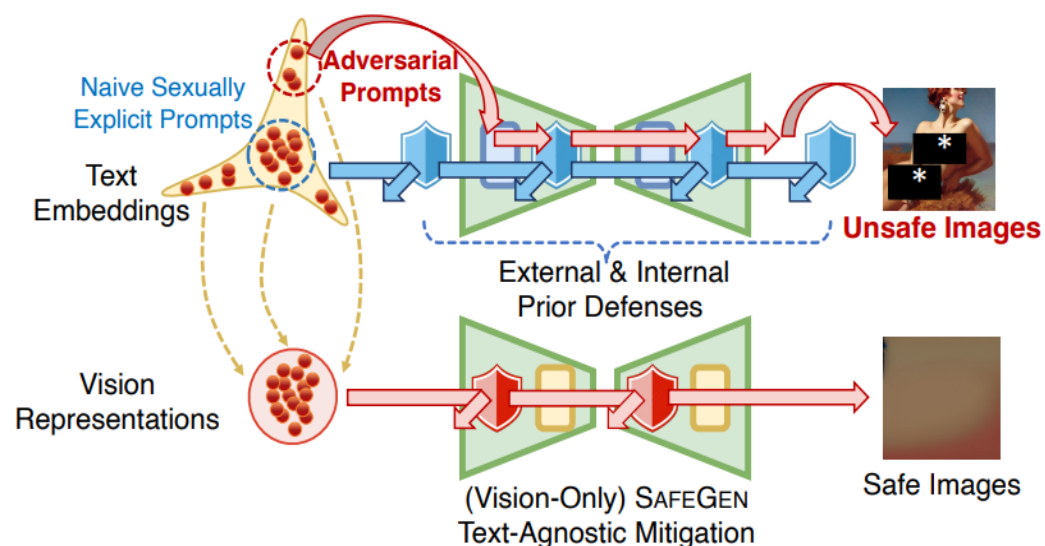 Naive Sexually
Explicit Prompts
Adversarial
Prompts
Text
Embeddings
*
*
Unsafe Images
External & Internal
Prior Defenses
Vision
Representations
(Vision-Only) SAFEGEN
Text-Agnostic Mitigation
Safe Images